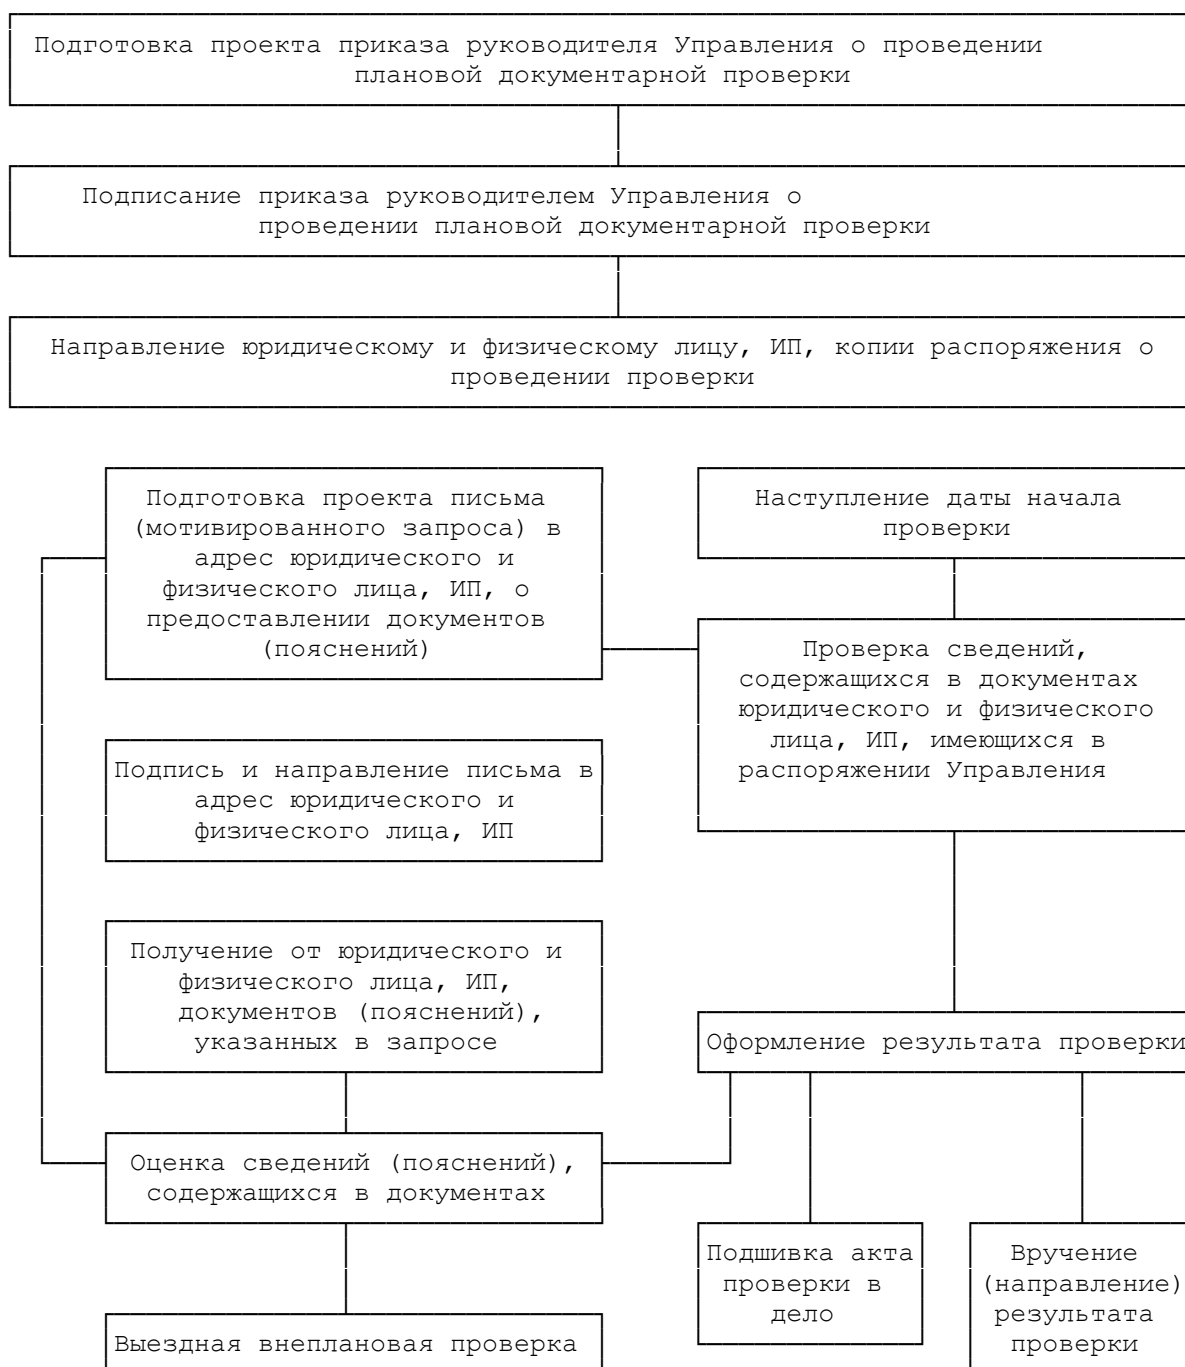 Подготовка проекта приказа руководителя Управления о проведении
плановой документарной проверки
Подписание приказа руководителем Управления о
проведении плановой документарной проверки
Направление юридическому и физическому лицу, ИП, копии распоряжения о
проведении проверки
Подготовка проекта письма
(мотивированного запроса) в
адрес юридического и
физического лица, ИП, о
предоставлении документов
(пояснений)
Наступление даты начала
проверки
Проверка сведений,
содержащихся в документах
юридического и физического
лица, ИП, имеющихся в
распоряжении Управления
Подпись и направление письма в
адрес юридического и
физического лица, ИП
Получение от юридического и
физического лица, ИП,
документов (пояснений),
указанных в запросе
Оформление результата проверки
Оценка сведений (пояснений),
содержащихся в документах
Подшивка акта
проверки в
дело
Вручение
(направление)
результата
проверки
Выездная внеплановая проверка